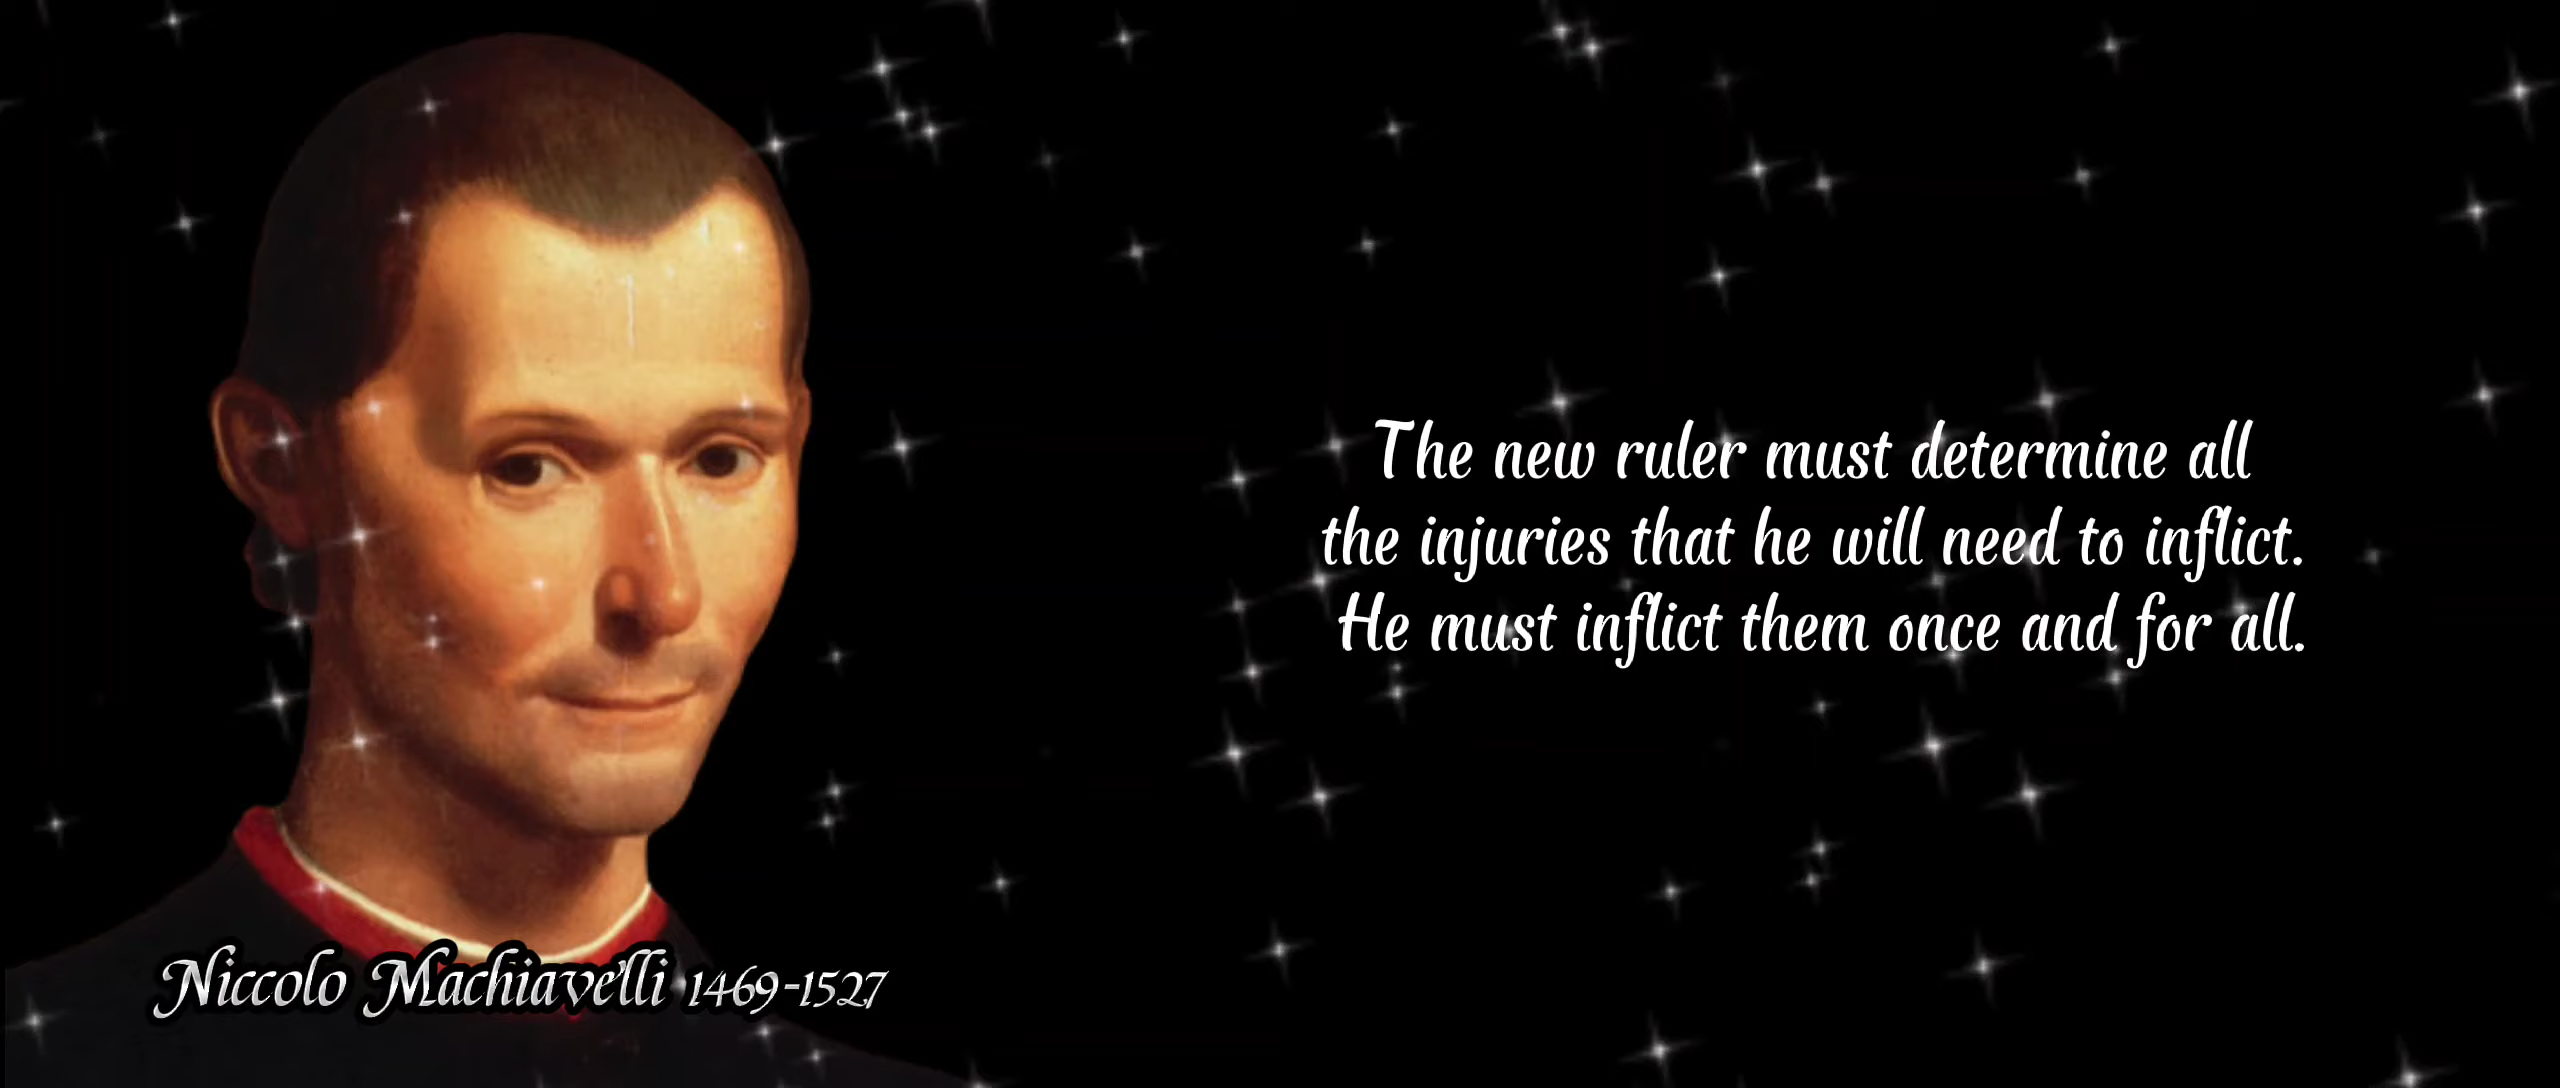 The new ruler must determine all
the injuries that he will need to inflict.
He must inflict them once and for all.
Niccolo Machiavelli 1469-1527